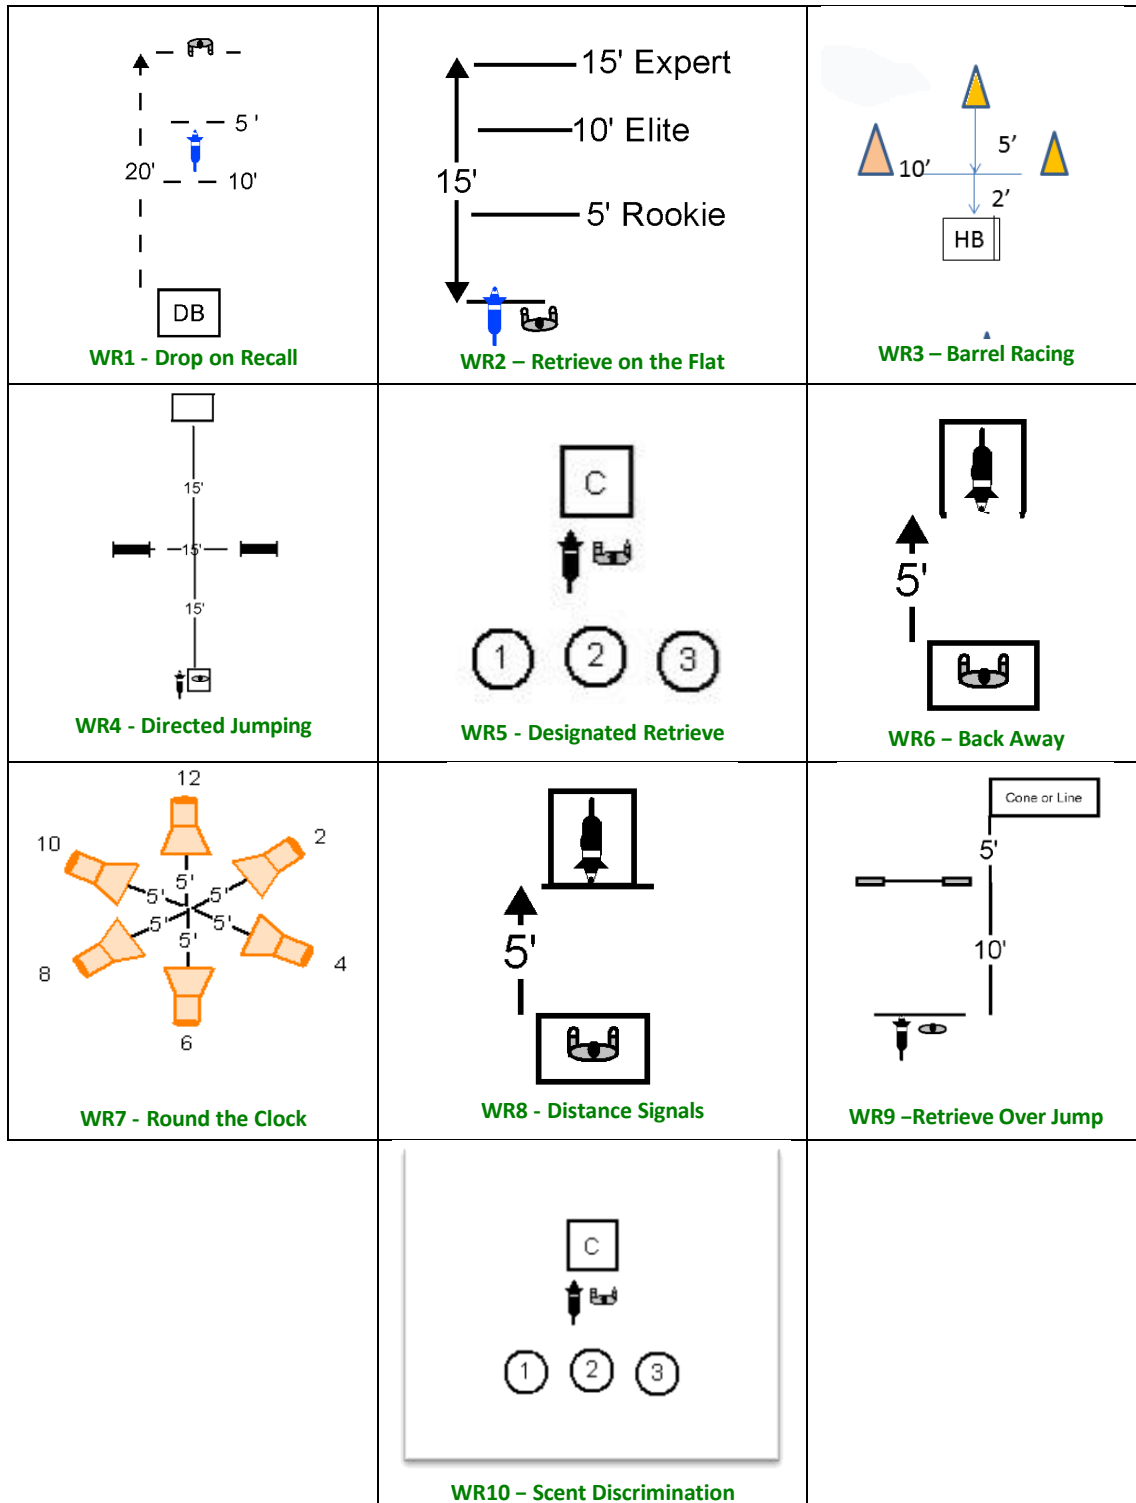 5 '
20'
10'
DB
WR1 - Drop on Recall
15' Expert
10' Elite
15'
5' Rookie
WR2 – Retrieve on the Flat
5'
10’
2’
HB
WR3 – Barrel Racing
15'
15'
15'
WR4 - Directed Jumping
C
1 2 3
WR5 - Designated Retrieve
5'
WR6 – Back Away
12
10
2
5'
5'
5'
5'
5'
5'
8
4
6
WR7 - Round the Clock
5'
WR8 - Distance Signals
Cone or Line
5'
10'
WR9 –Retrieve Over Jump
C
1 2 3
WR10 – Scent Discrimination